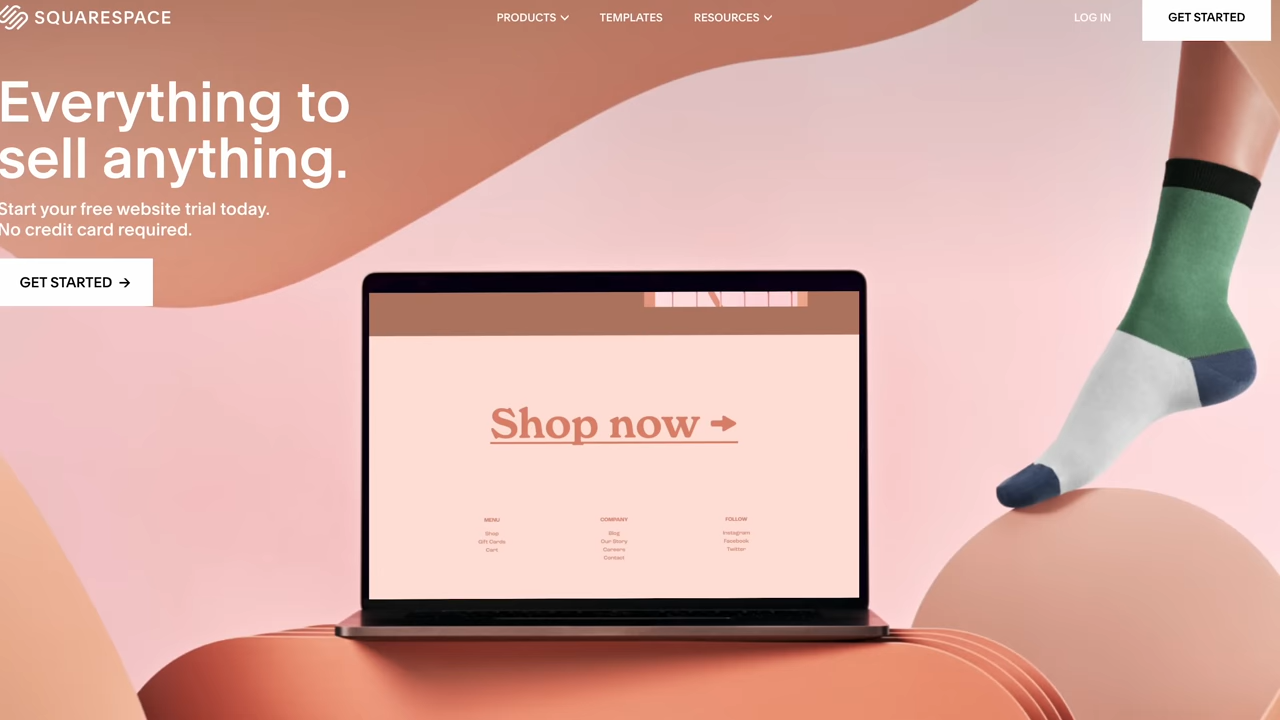 SQUARESPACE
PRODUCTS
TEMPLATES
RESOURCES
LOG IN
GET STARTED
Everything to
sell anything.
Start your free website trial today.
No credit card required.
GET STARTED →
Shop now →
MENU
Shop
Gift Cards
Cart
COMPANY
Blog
Our Story
Careers
Contact
FOLLOW
Instagram
Facebook
Twitter